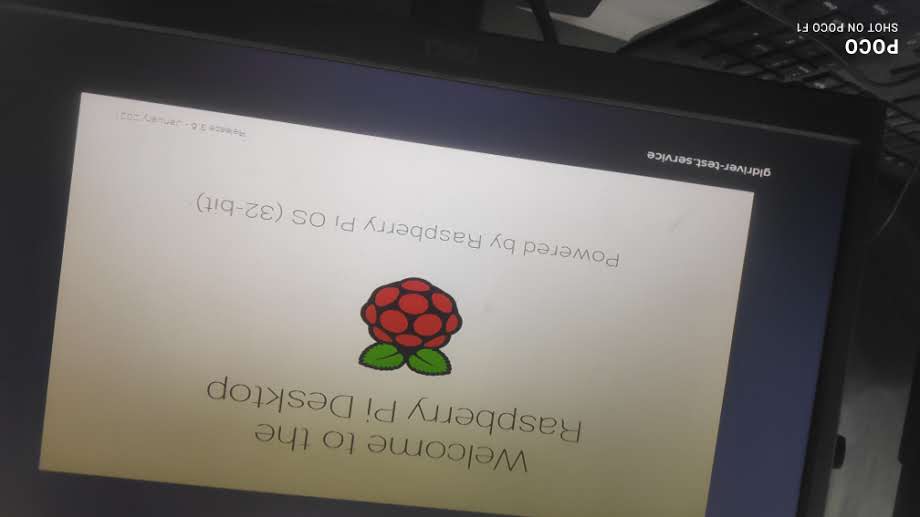 Welcome to the
Raspberry Pi Desktop
Powered by Raspberry Pi OS (32-bit)
gldriver-test.service
Release 9.6 - January 2021
POCO
SHOT ON POCO F1